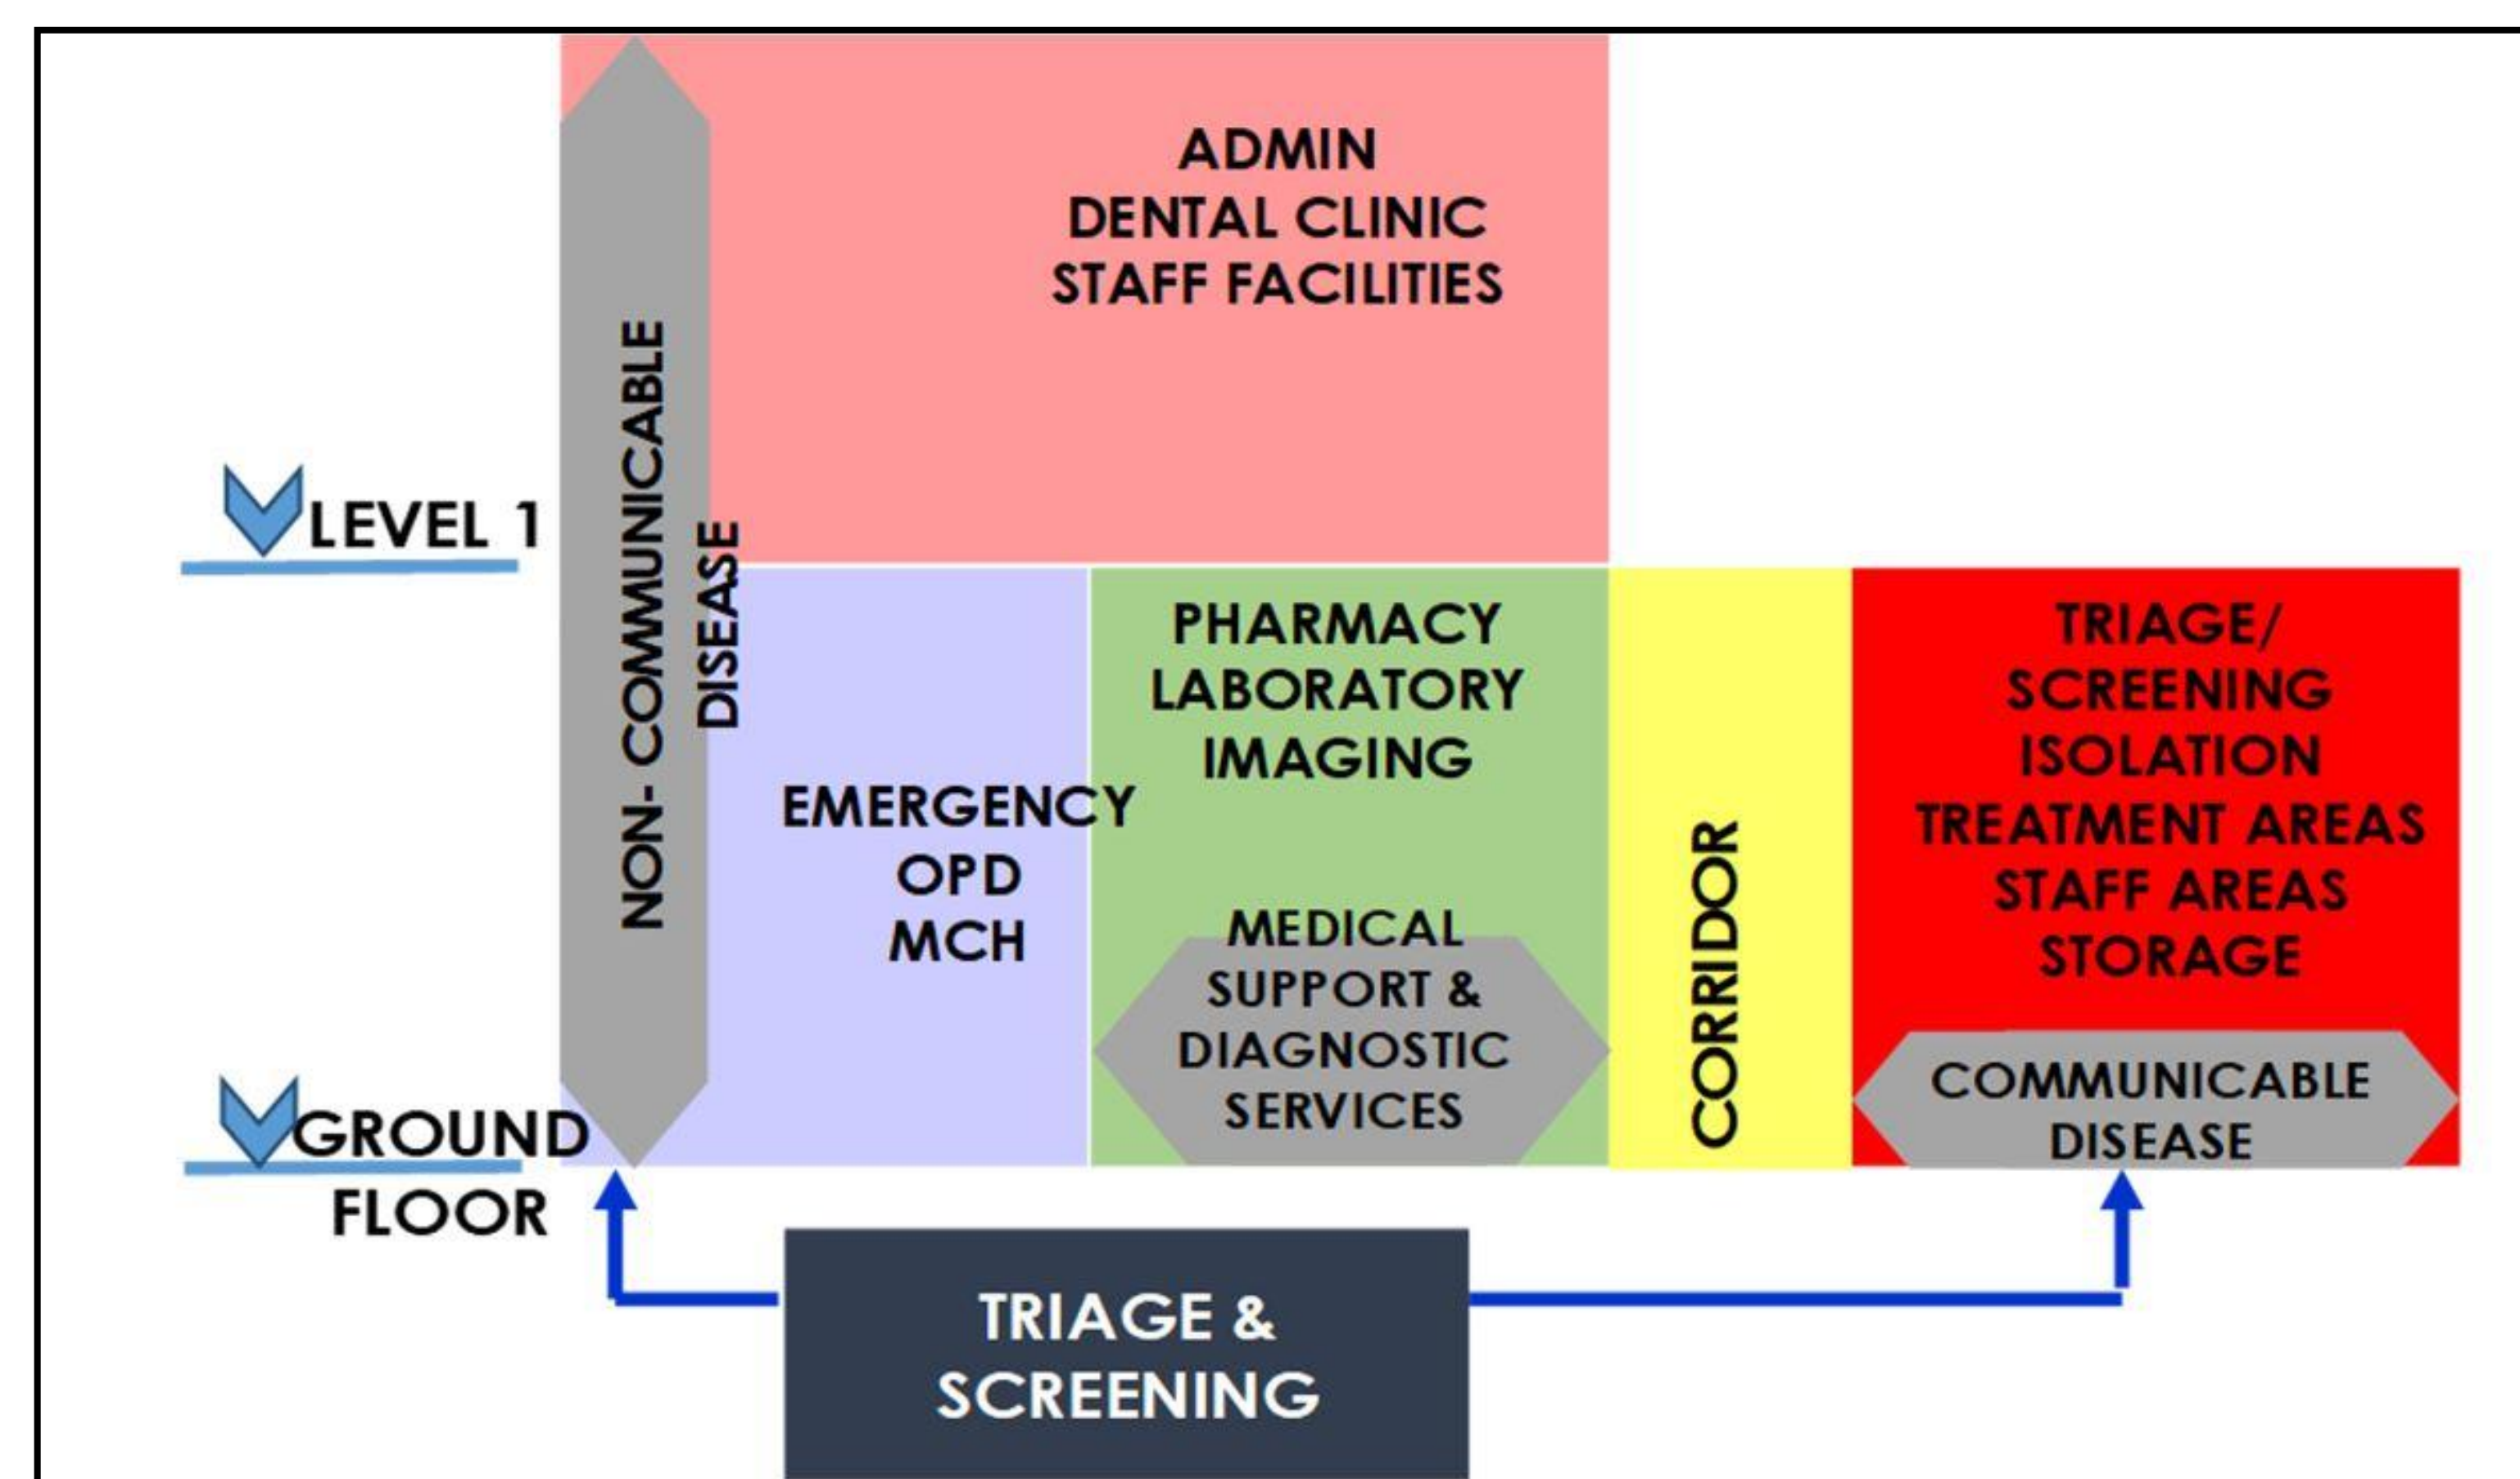 ADMIN
DENTAL CLINIC
STAFF FACILITIES
NON- COMMUNICABLE
DISEASE
LEVEL 1
PHARMACY
LABORATORY
IMAGING
TRIAGE/
SCREENING
ISOLATION
TREATMENT AREAS
STAFF AREAS
STORAGE
EMERGENCY
OPD
MCH
MEDICAL
SUPPORT &
DIAGNOSTIC
SERVICES
CORRIDOR
COMMUNICABLE
DISEASE
GROUND
FLOOR
TRIAGE &
SCREENING